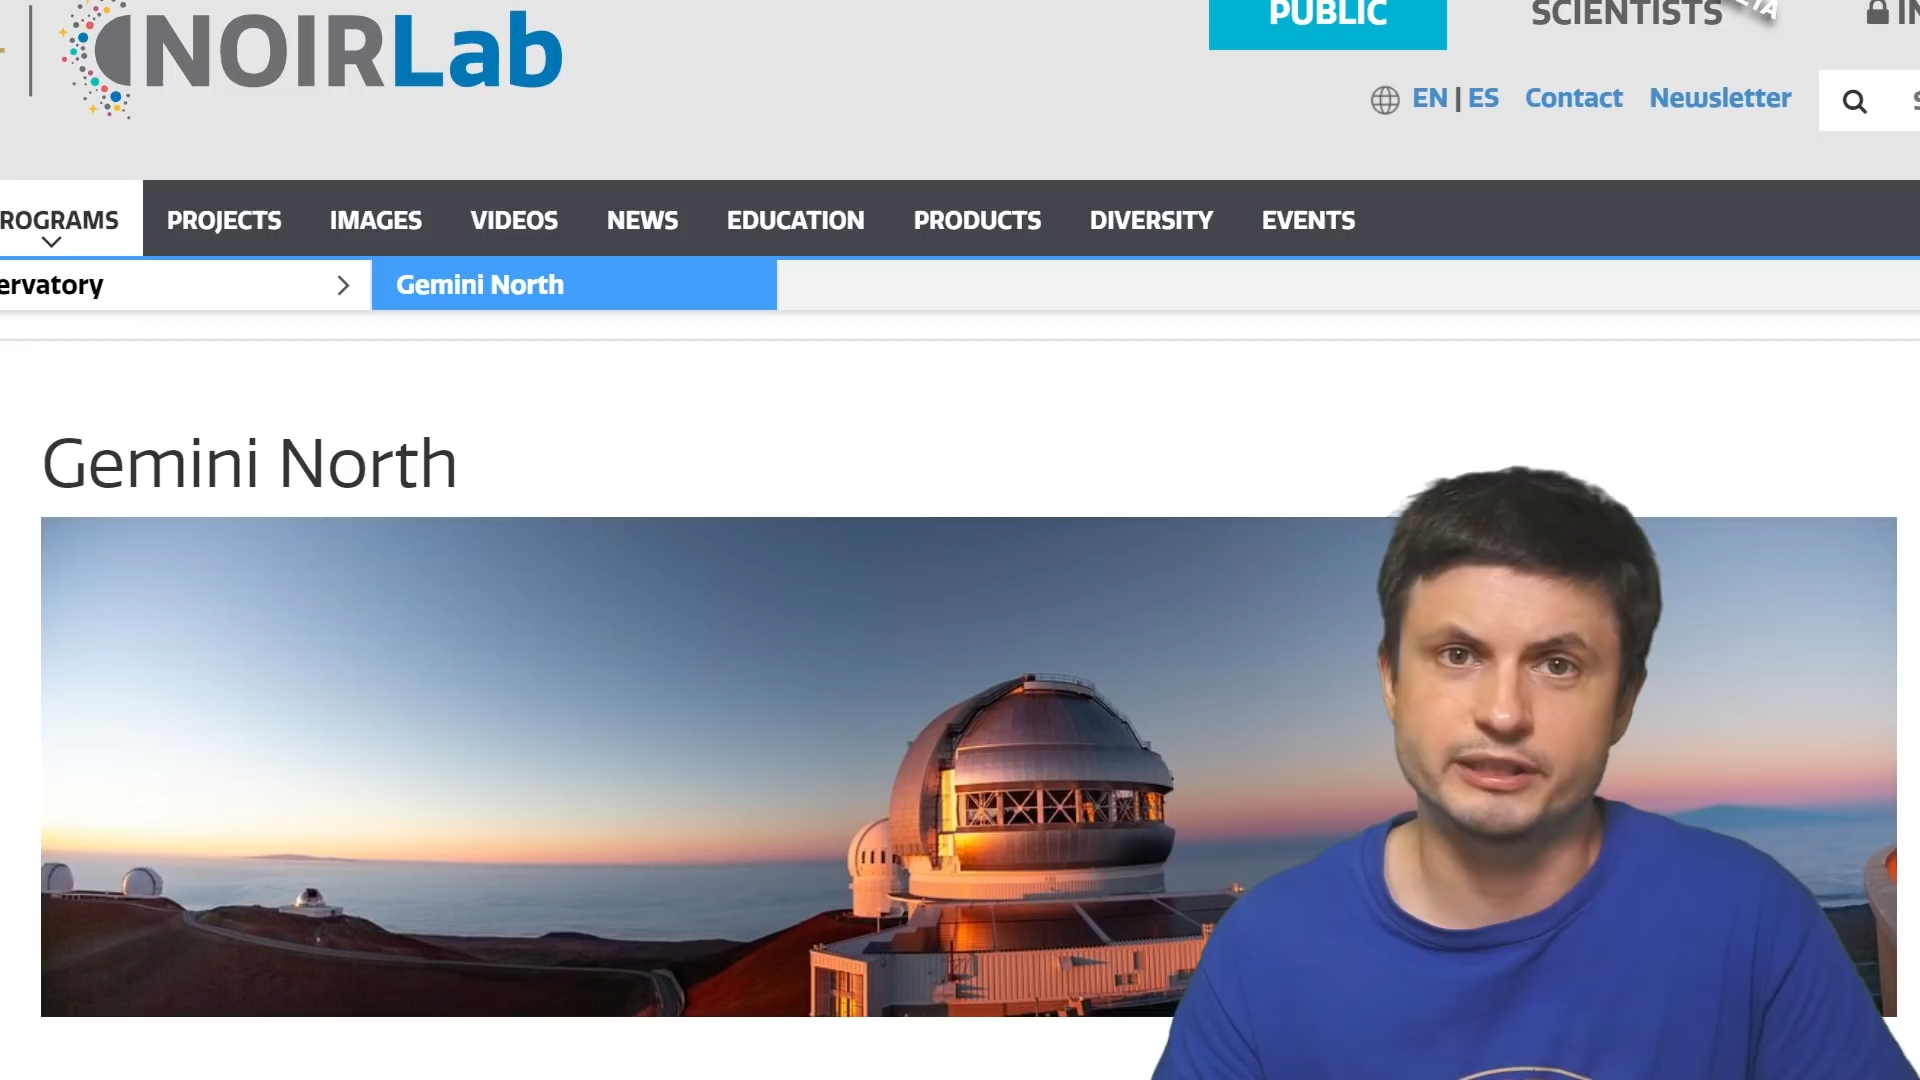 NOIRLab
PUBLIC
SCIENTISTS
EN | ES
Contact
Newsletter
PROJECTS
IMAGES
VIDEOS
NEWS
EDUCATION
PRODUCTS
DIVERSITY
EVENTS
ROGRAMS
ervatory
Gemini North
Gemini North